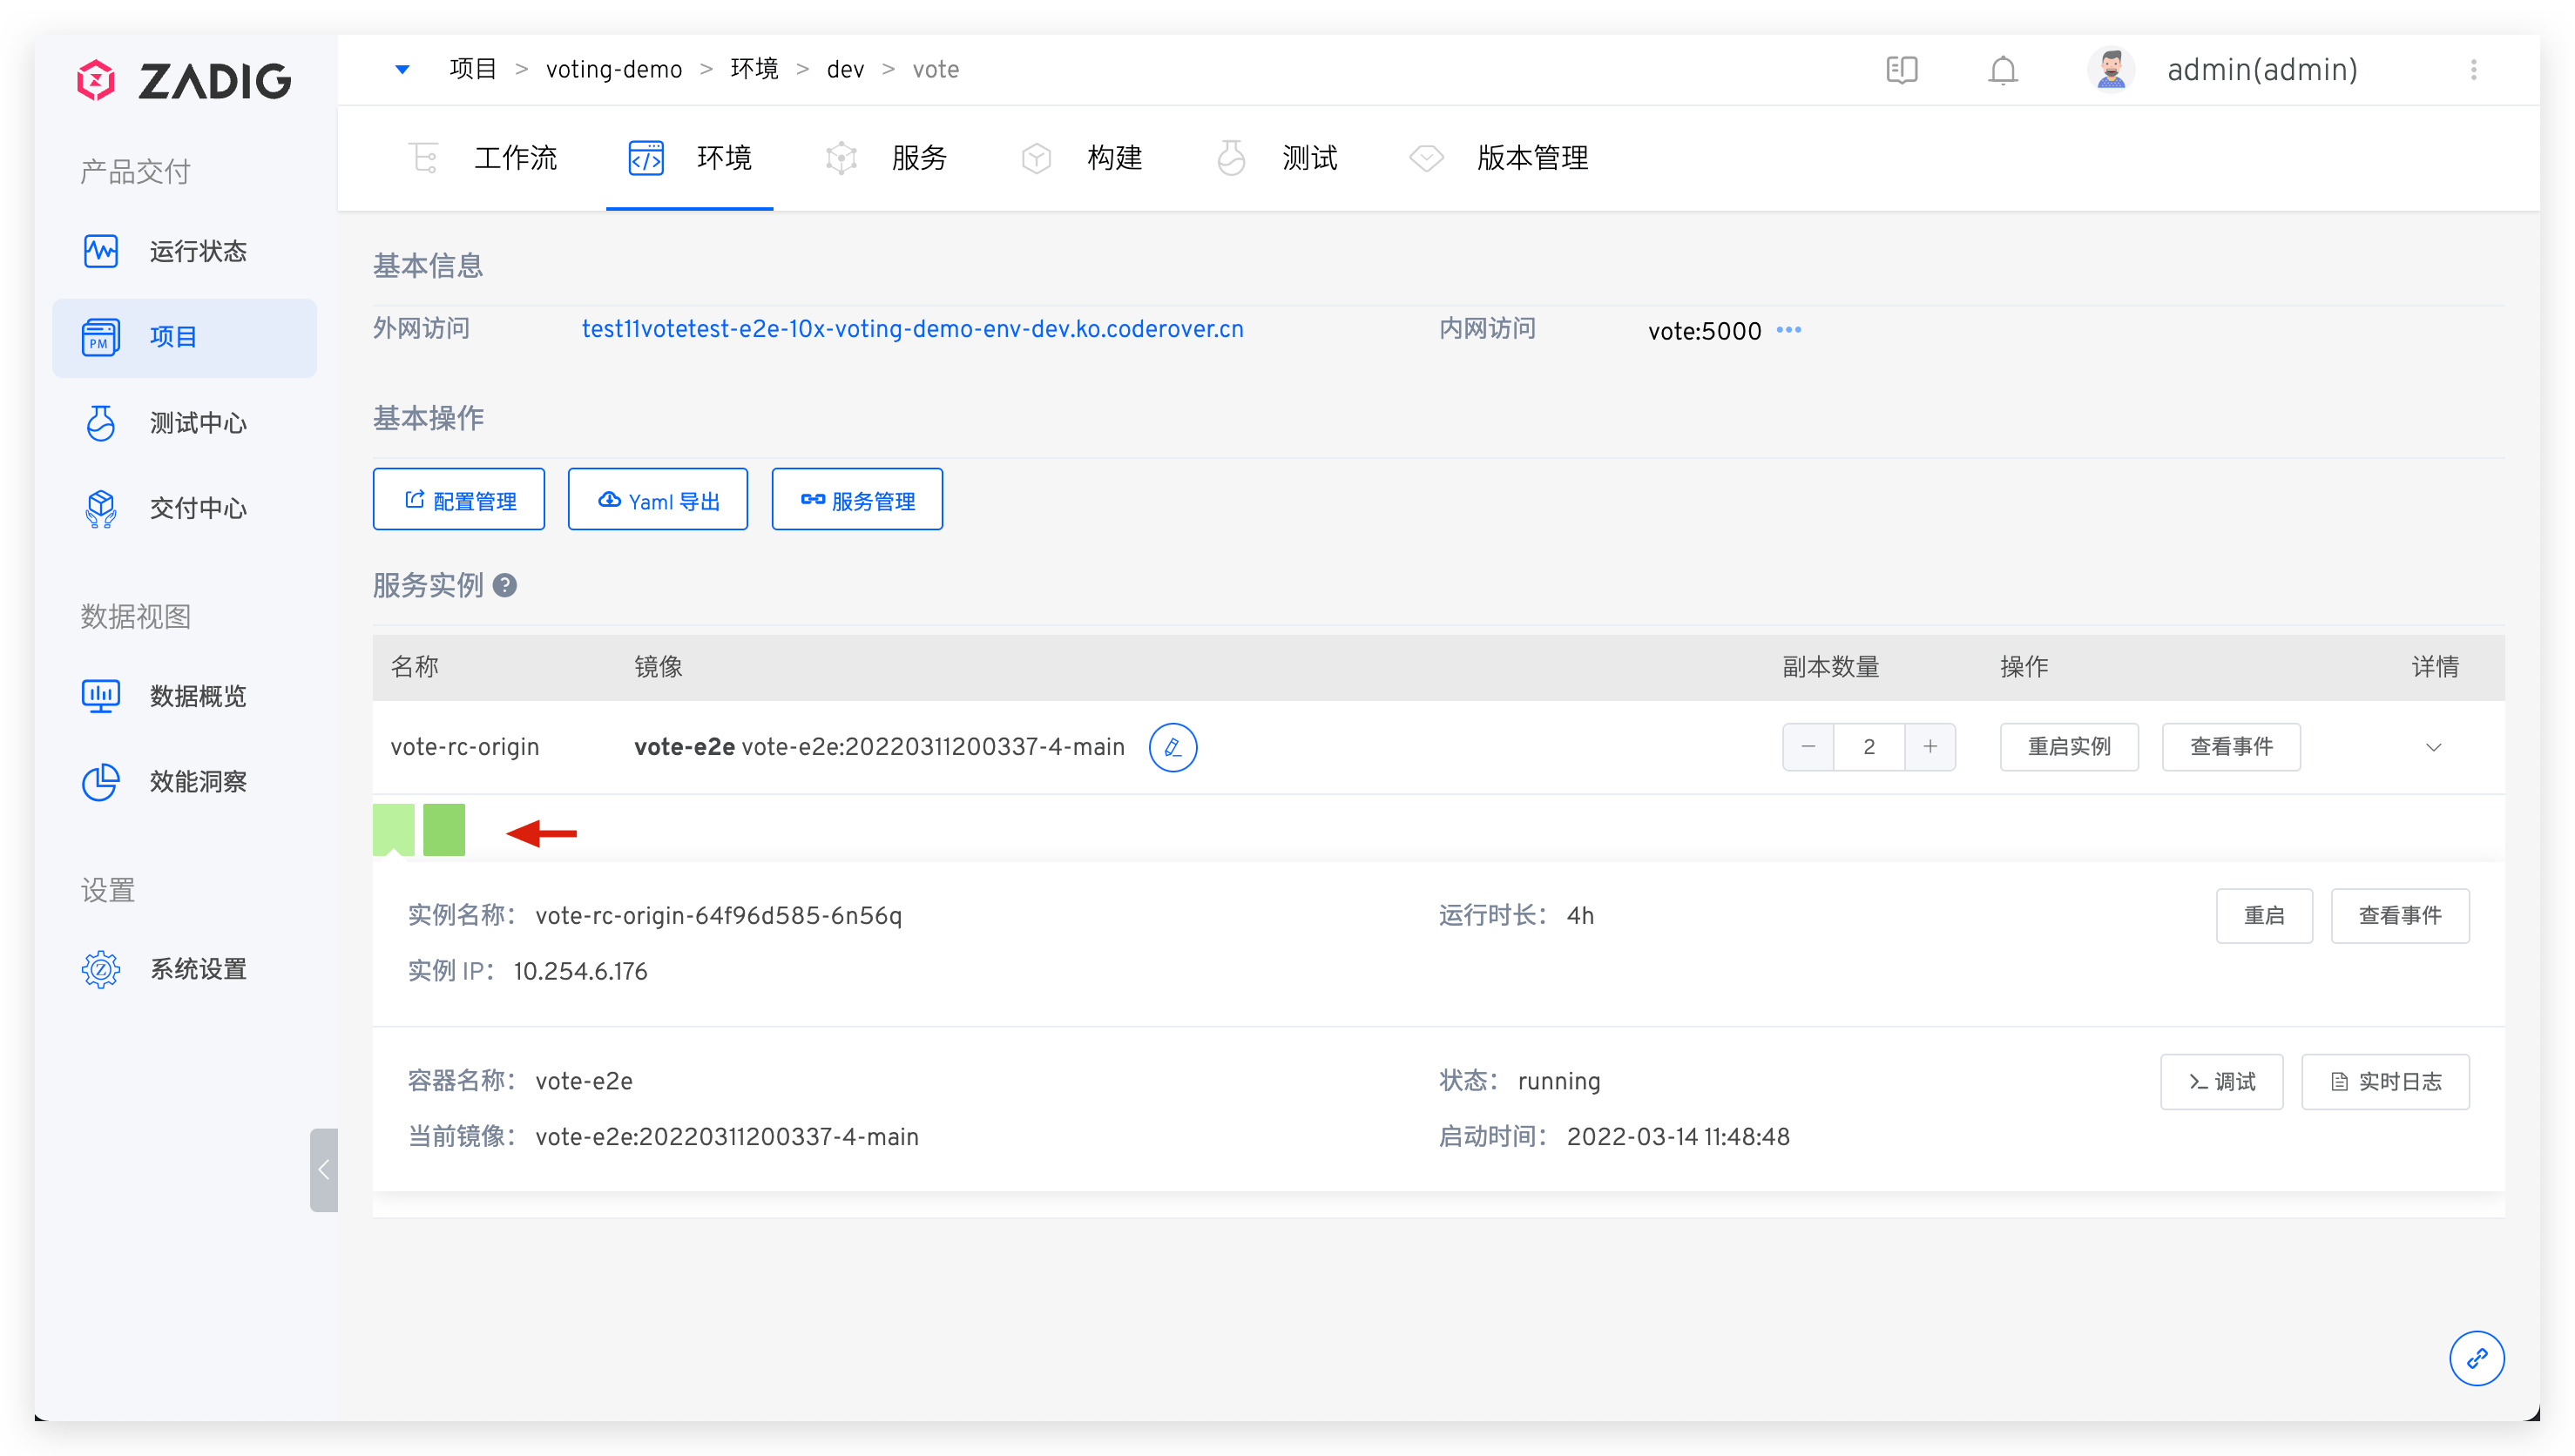 ZADIG
项目 > voting-demo > 环境 > dev > vote
admin(admin)
工作流 环境 服务 构建 测试 版本管理
产品交付
运行状态
PM 项目
测试中心
交付中心
数据视图
数据概览
效能洞察
设置
系统设置
基本信息
外网访问 test11votetest-e2e-10x-voting-demo-env-dev.ko.coderover.cn 内网访问 vote:5000 •••
基本操作
配置管理 Yaml 导出 服务管理
服务实例 ?
名称 镜像 副本数量 操作 详情
vote-rc-origin vote-e2e vote-e2e:20220311200337-4-main − 2 + 重启实例 查看事件
实例名称： vote-rc-origin-64f96d585-6n56q 运行时长： 4h 重启 查看事件
实例 IP： 10.254.6.176
容器名称： vote-e2e 状态： running >_ 调试 实时日志
当前镜像： vote-e2e:20220311200337-4-main 启动时间： 2022-03-14 11:48:48